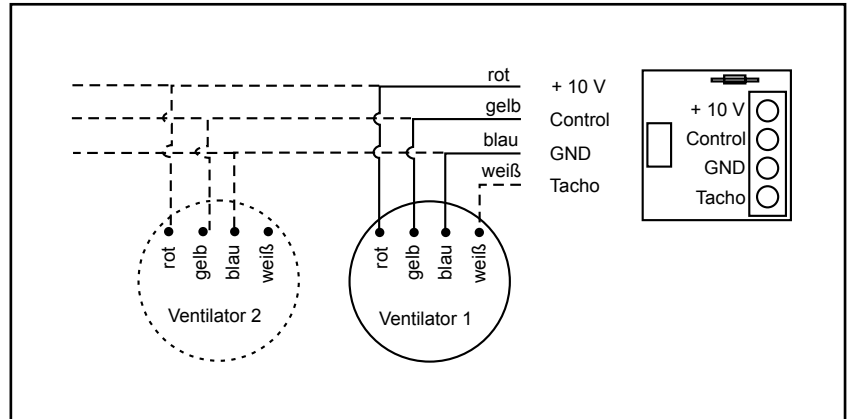 rot + 10 V
gelb Control
blau GND
weiß Tacho
+ 10 V
Control
GND
Tacho
rot
gelb
blau
weiß
Ventilator 2
rot
gelb
blau
weiß
Ventilator 1